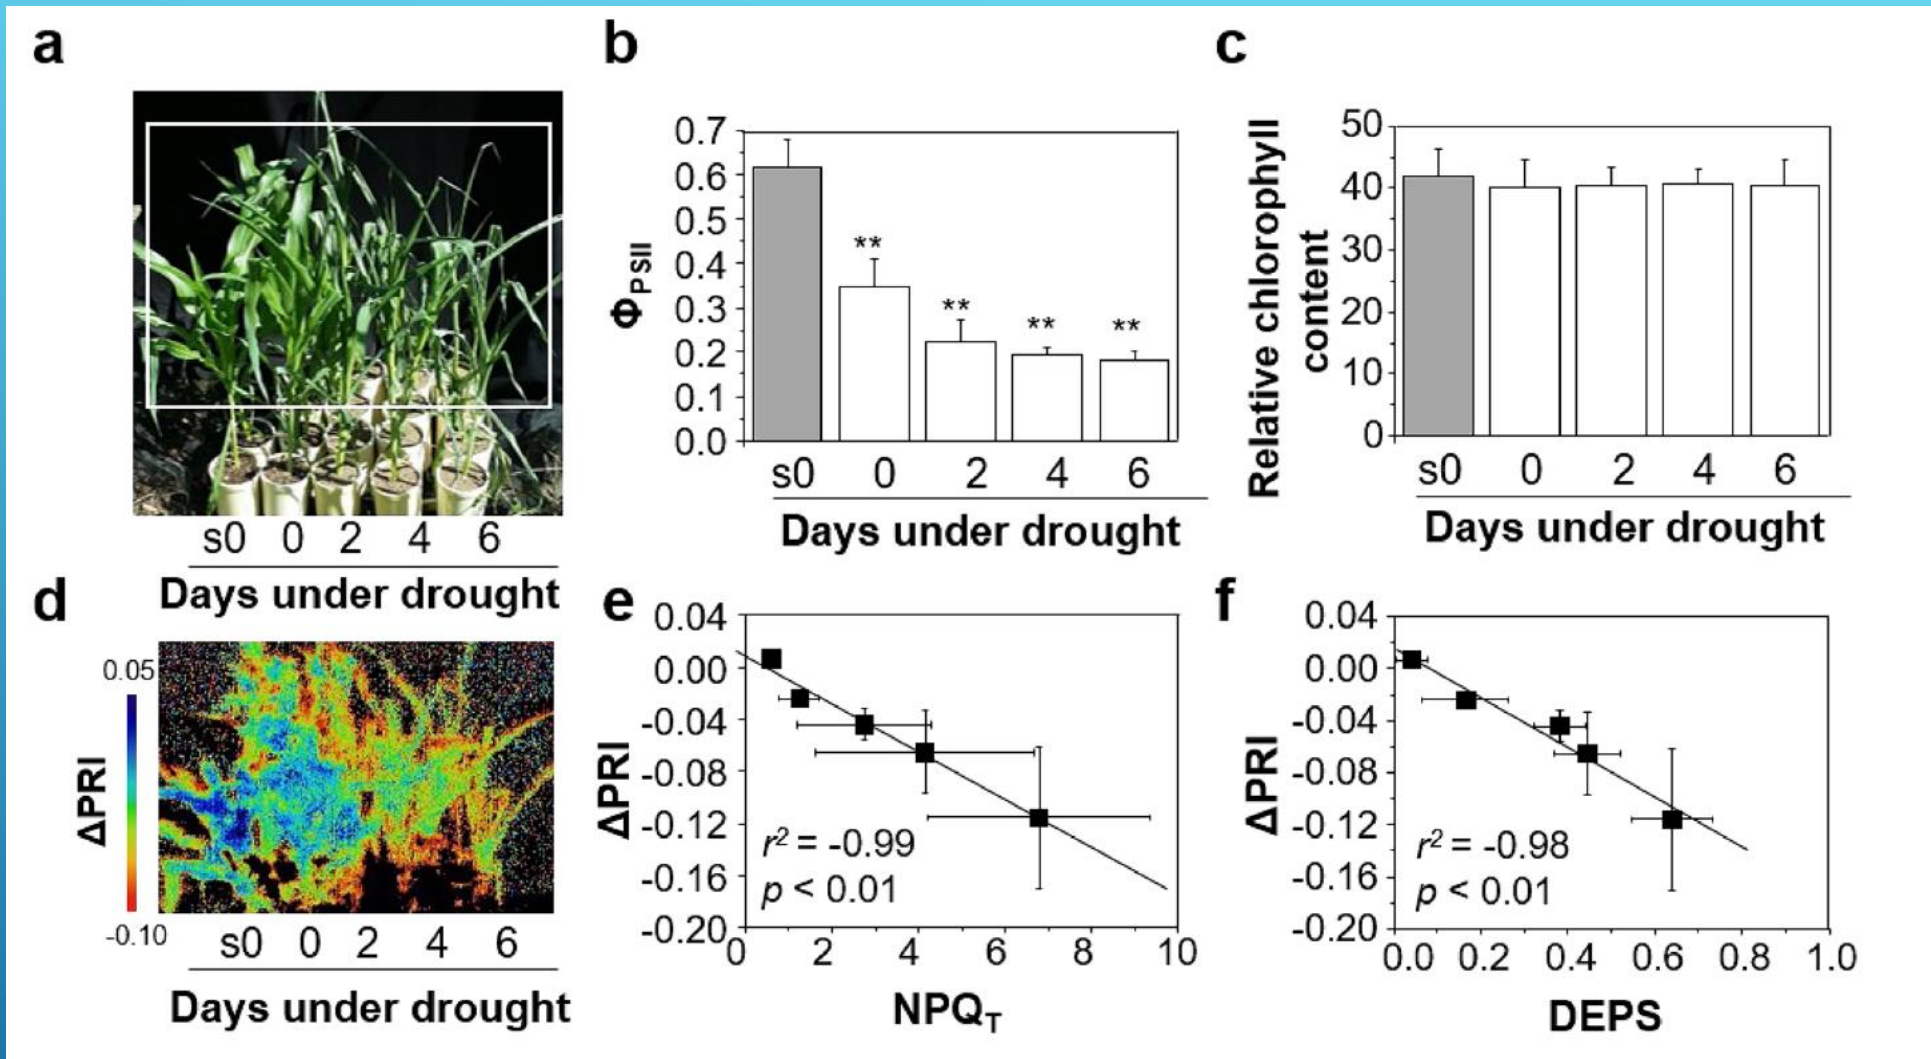 a
s0 0 2 4 6
Days under drought
b
0.7
0.6
0.5
0.4
0.3
0.2
0.1
0.0
ΦPSII
**
**
**
**
s0 0 2 4 6
Days under drought
c
50
40
30
20
10
0
Relative chlorophyll
content
s0 0 2 4 6
Days under drought
d
0.05
ΔPRI
-0.10
s0 0 2 4 6
Days under drought
e
0.04
0.00
-0.04
-0.08
-0.12
-0.16
-0.20
ΔPRI
r² = -0.99
p < 0.01
0 2 4 6 8 10
NPQT
f
0.04
0.00
-0.04
-0.08
-0.12
-0.16
-0.20
ΔPRI
r² = -0.98
p < 0.01
0.0 0.2 0.4 0.6 0.8 1.0
DEPS